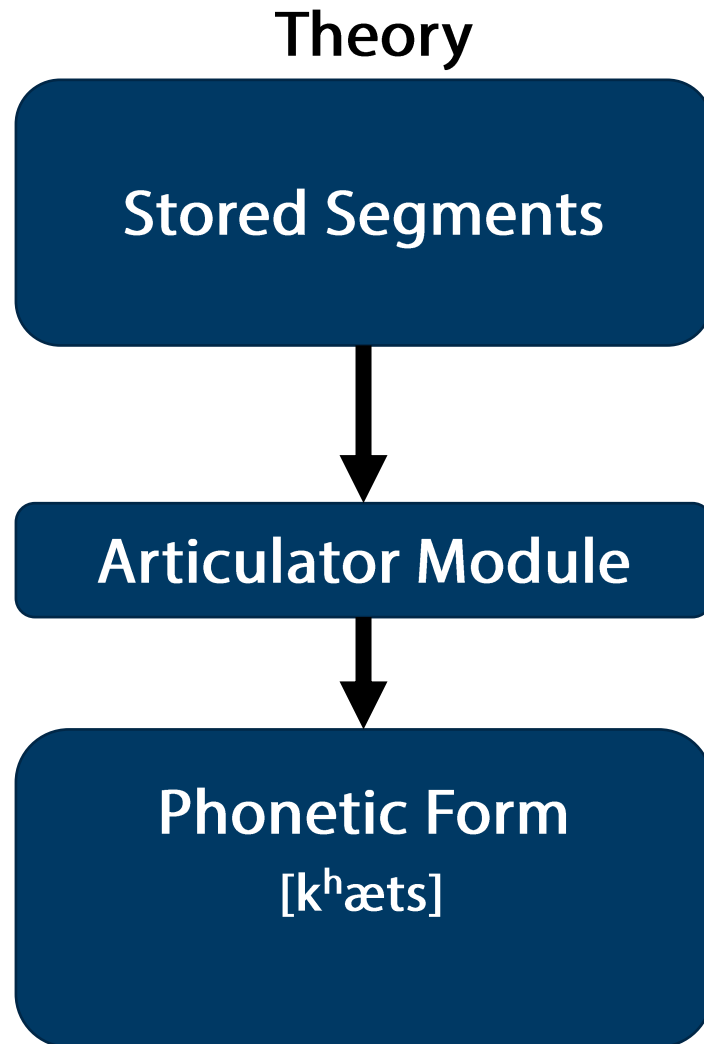 Theory
Stored Segments
Articulator Module
Phonetic Form
[kʰæts]